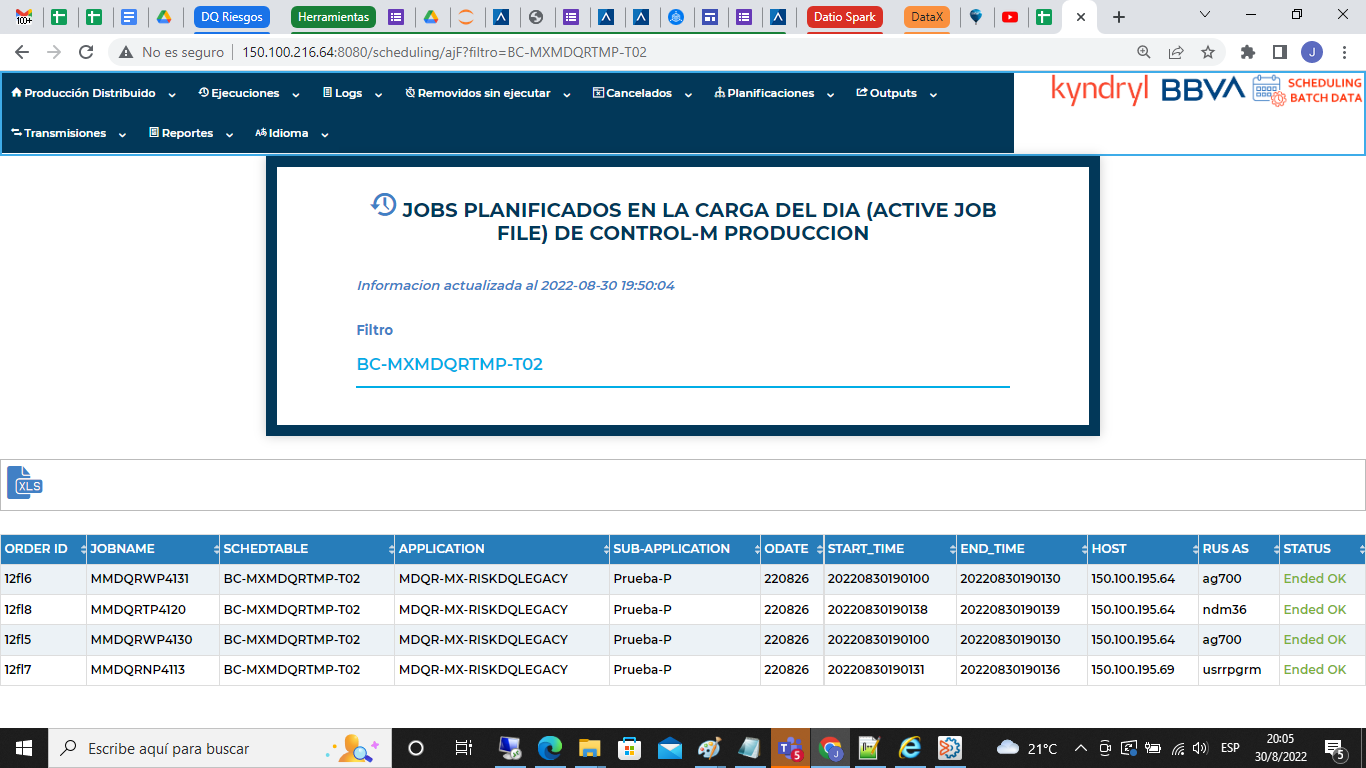 100+
DQ Riesgos
Herramientas
Datio Spark
DataX
No es seguro
150.100.216.64:8080/scheduling/ajF?filtro=BC-MXMDQRTMP-T02
J
Producción Distribuido
Ejecuciones
Logs
Removidos sin ejecutar
Cancelados
Planificaciones
Outputs
Transmisiones
Reportes
Idioma
kyndryl
BBVA
SCHEDULING
BATCH DATA
JOBS PLANIFICADOS EN LA CARGA DEL DIA (ACTIVE JOB
FILE) DE CONTROL-M PRODUCCION
Informacion actualizada al 2022-08-30 19:50:04
Filtro
BC-MXMDQRTMP-T02
XLS
ORDER ID JOBNAME SCHEDTABLE APPLICATION SUB-APPLICATION ODATE START_TIME END_TIME HOST RUS AS STATUS
12fl6 MMDQRWP4131 BC-MXMDQRTMP-T02 MDQR-MX-RISKDQLEGACY Prueba-P 220826 20220830190100 20220830190130 150.100.195.64 ag700 Ended OK
12fl8 MMDQRTP4120 BC-MXMDQRTMP-T02 MDQR-MX-RISKDQLEGACY Prueba-P 220826 20220830190138 20220830190139 150.100.195.64 ndm36 Ended OK
12fl5 MMDQRWP4130 BC-MXMDQRTMP-T02 MDQR-MX-RISKDQLEGACY Prueba-P 220826 20220830190100 20220830190130 150.100.195.64 ag700 Ended OK
12fl7 MMDQRNP4113 BC-MXMDQRTMP-T02 MDQR-MX-RISKDQLEGACY Prueba-P 220826 20220830190131 20220830190136 150.100.195.69 usrrpgrm Ended OK
Escribe aquí para buscar
21°C
ESP
20:05
30/8/2022
5